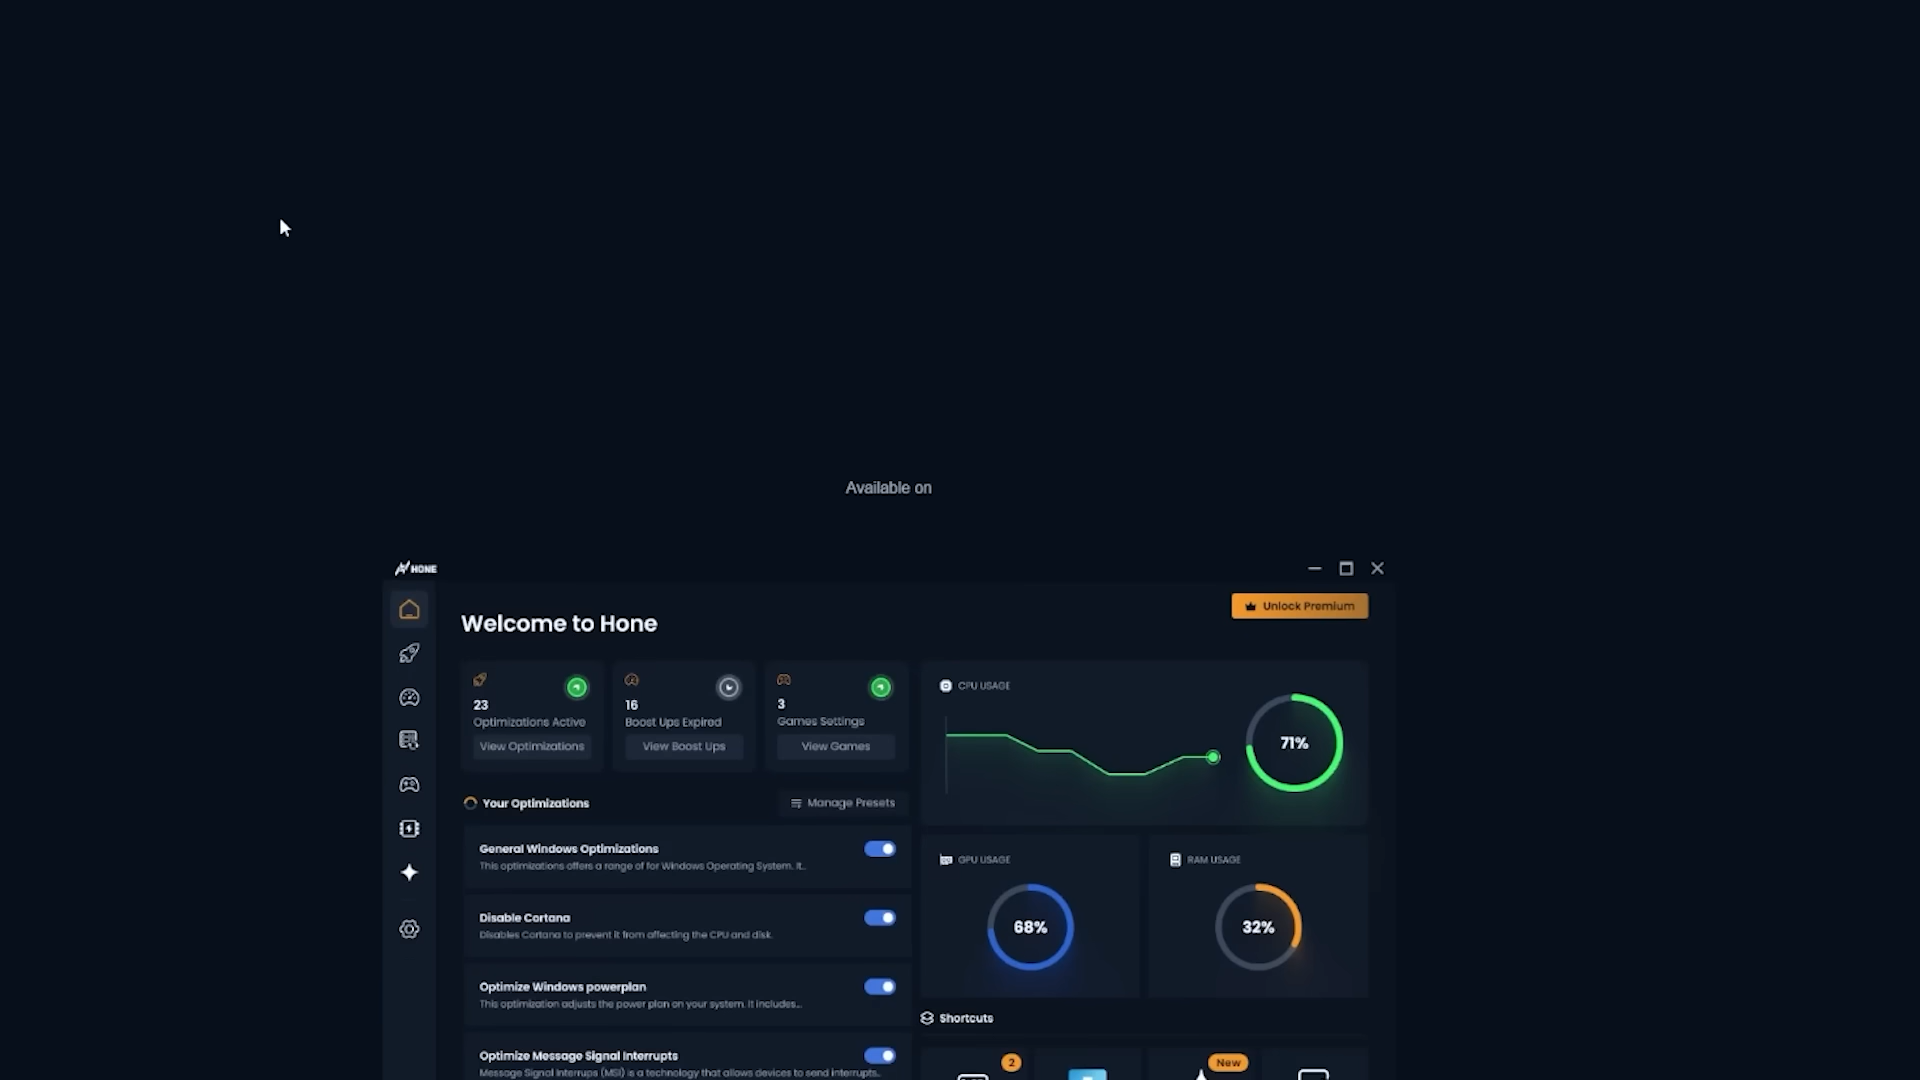 Available on
HONE
Welcome to Hone
Unlock Premium
23
Optimizations Active
View Optimizations
16
Boost Ups Expired
View Boost Ups
3
Games Settings
View Games
CPU USAGE
71%
Your Optimizations
Manage Presets
General Windows Optimizations
This optimizations offers a range of for Windows Operating System. It..
Disable Cortana
Disables Cortana to prevent it from affecting the CPU and disk.
Optimize Windows powerplan
This optimization adjusts the power plan on your system. It includes...
Optimize Message Signal Interrupts
Message Signal Interrups (MSI) is a technology that allows devices to send interrupts..
GPU USAGE
68%
RAM USAGE
32%
Shortcuts
2
New